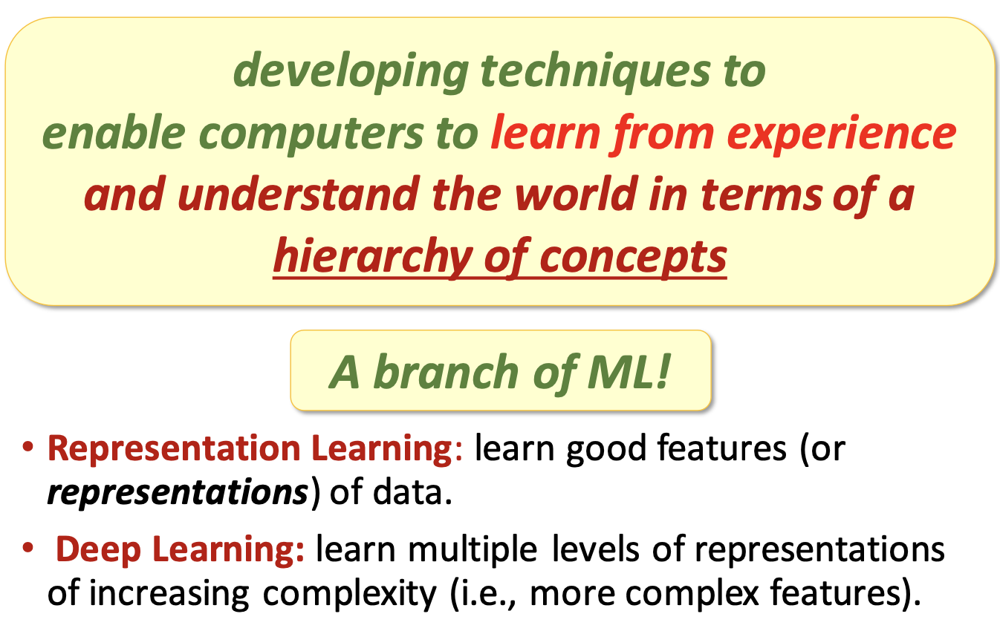 developing techniques to
enable computers to learn from experience
and understand the world in terms of a
hierarchy of concepts
A branch of ML!
• Representation Learning: learn good features (or
representations) of data.
• Deep Learning: learn multiple levels of representations
of increasing complexity (i.e., more complex features).